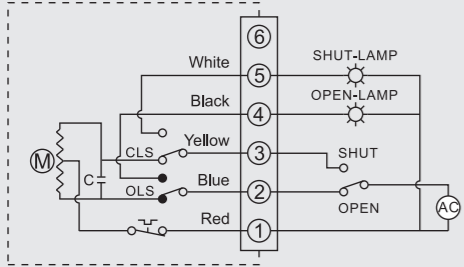 6
White 5 SHUT-LAMP
Black 4 OPEN-LAMP
Yellow 3 SHUT
CLS
M
C
Blue 2
OLS
OPEN
AC
Red 1